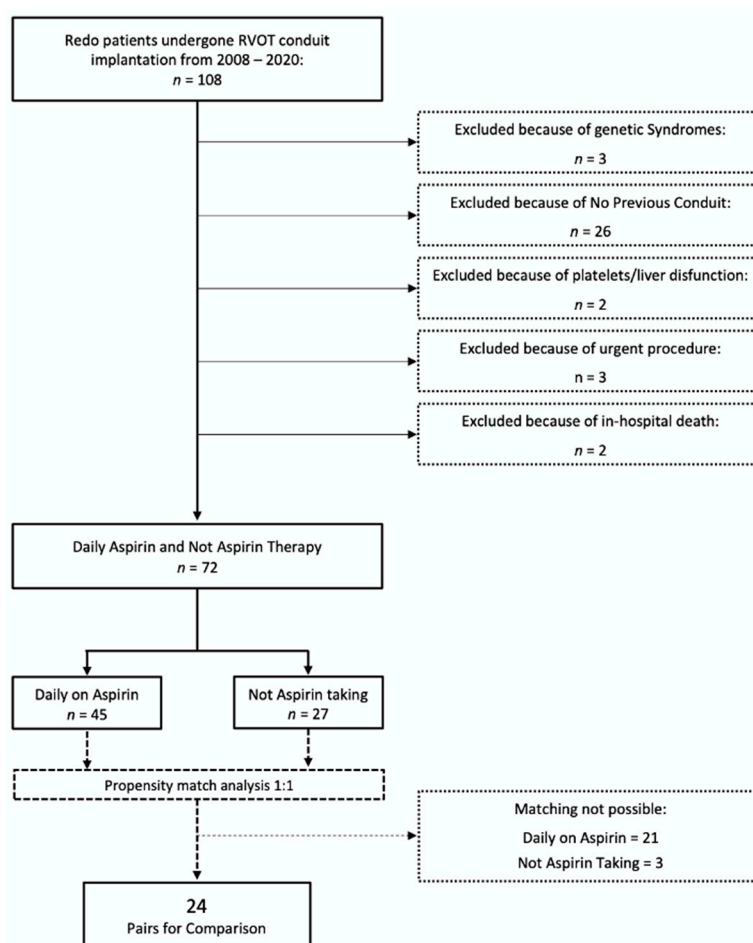 Redo patients undergone RVOT conduit
implantation from 2008 – 2020:
n = 108
Excluded because of genetic Syndromes:
n = 3
Excluded because of No Previous Conduit:
n = 26
Excluded because of platelets/liver disfunction:
n = 2
Excluded because of urgent procedure:
n = 3
Excluded because of in-hospital death:
n = 2
Daily Aspirin and Not Aspirin Therapy
n = 72
Daily on Aspirin
n = 45
Not Aspirin taking
n = 27
Propensity match analysis 1:1
Matching not possible:
Daily on Aspirin = 21
Not Aspirin Taking = 3
24
Pairs for Comparison